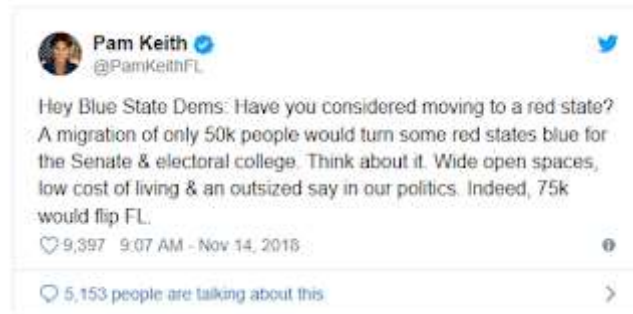 Pam Keith
@PamKeithFL
Hey Blue State Dems: Have you considered moving to a red state?
A migration of only 50k people would turn some red states blue for
the Senate & electoral college. Think about it. Wide open spaces,
low cost of living & an outsized say in our politics. Indeed, 75k
would flip FL.
9,397 9:07 AM - Nov 14, 2018
5,153 people are talking about this